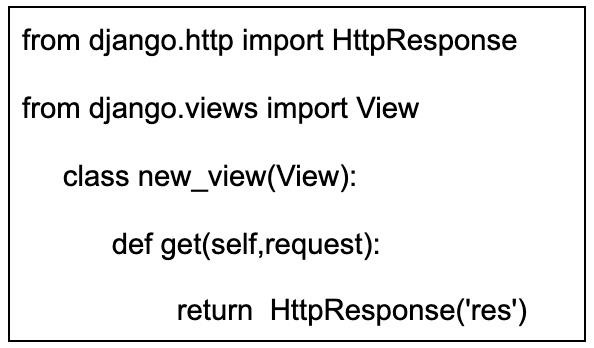 from django.http import HttpResponse
from django.views import View
class new_view(View):
def get(self,request):
return  HttpResponse('res')